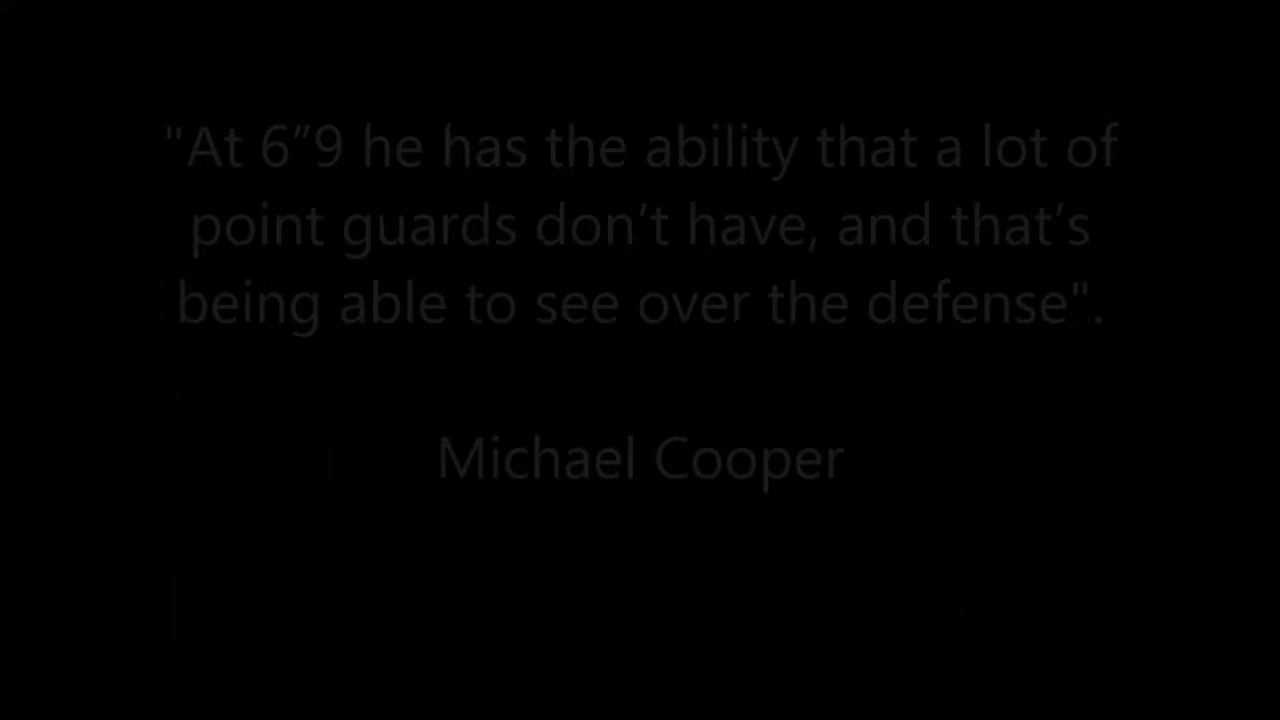 "At 6”9 he has the ability that a lot of
point guards don’t have, and that’s
being able to see over the defense".
Michael Cooper